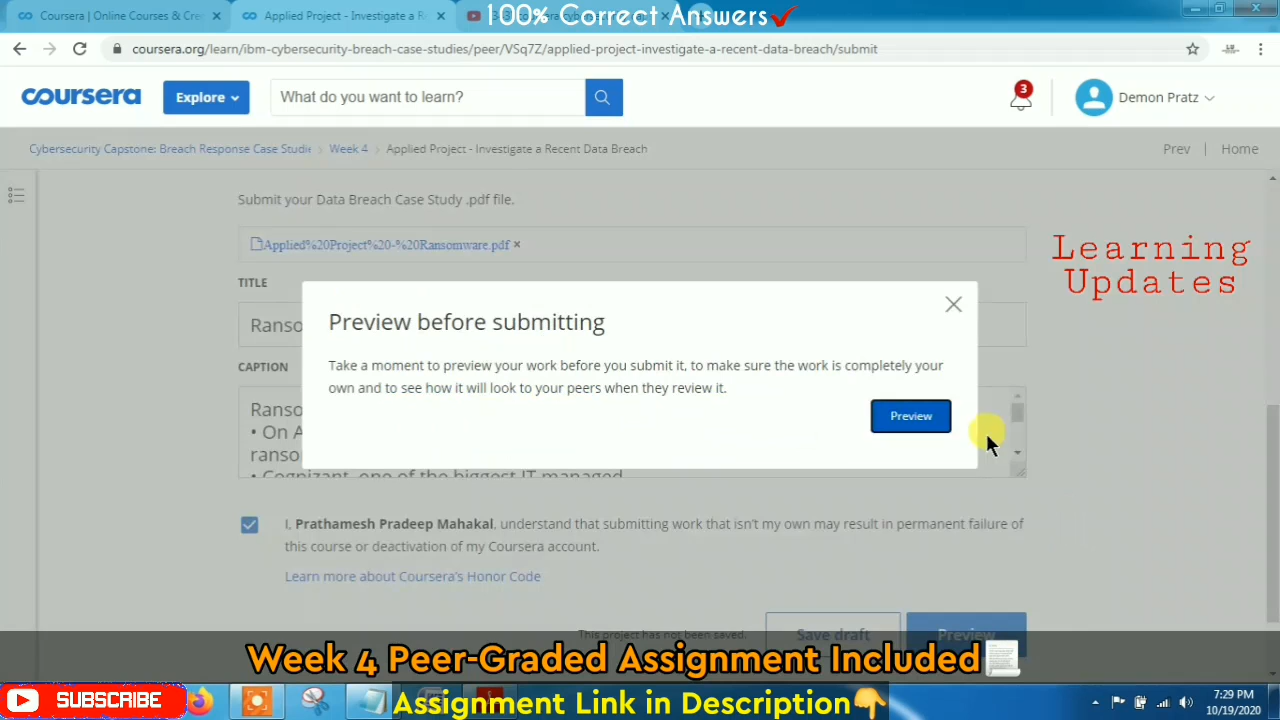 100% Correct Answers
Coursera | Online Courses & Cre
Applied Project - Investigate a R
coursera.org/learn/ibm-cybersecurity-breach-case-studies/peer/VSq7Z/applied-project-investigate-a-recent-data-breach/submit
coursera
Explore
What do you want to learn?
3
Demon Pratz
Cybersecurity Capstone: Breach Response Case Studie
Week 4
Applied Project - Investigate a Recent Data Breach
Prev | Home
Submit your Data Breach Case Study .pdf file.
Applied%20Project%20-%20Ransomware.pdf ×
Learning
Updates
TITLE
Ranso
Preview before submitting
Take a moment to preview your work before you submit it, to make sure the work is completely your
own and to see how it will look to your peers when they review it.
Preview
CAPTION
Ranso
• On A
ranso
• Cognizant, one of the biggest IT managed
I, Prathamesh Pradeep Mahakal, understand that submitting work that isn't my own may result in permanent failure of
this course or deactivation of my Coursera account.
Learn more about Coursera's Honor Code
This project has not been saved.
Save draft
Preview
Week 4 Peer-Graded Assignment Included
SUBSCRIBE
Assignment Link in Description
7:29 PM
10/19/2020